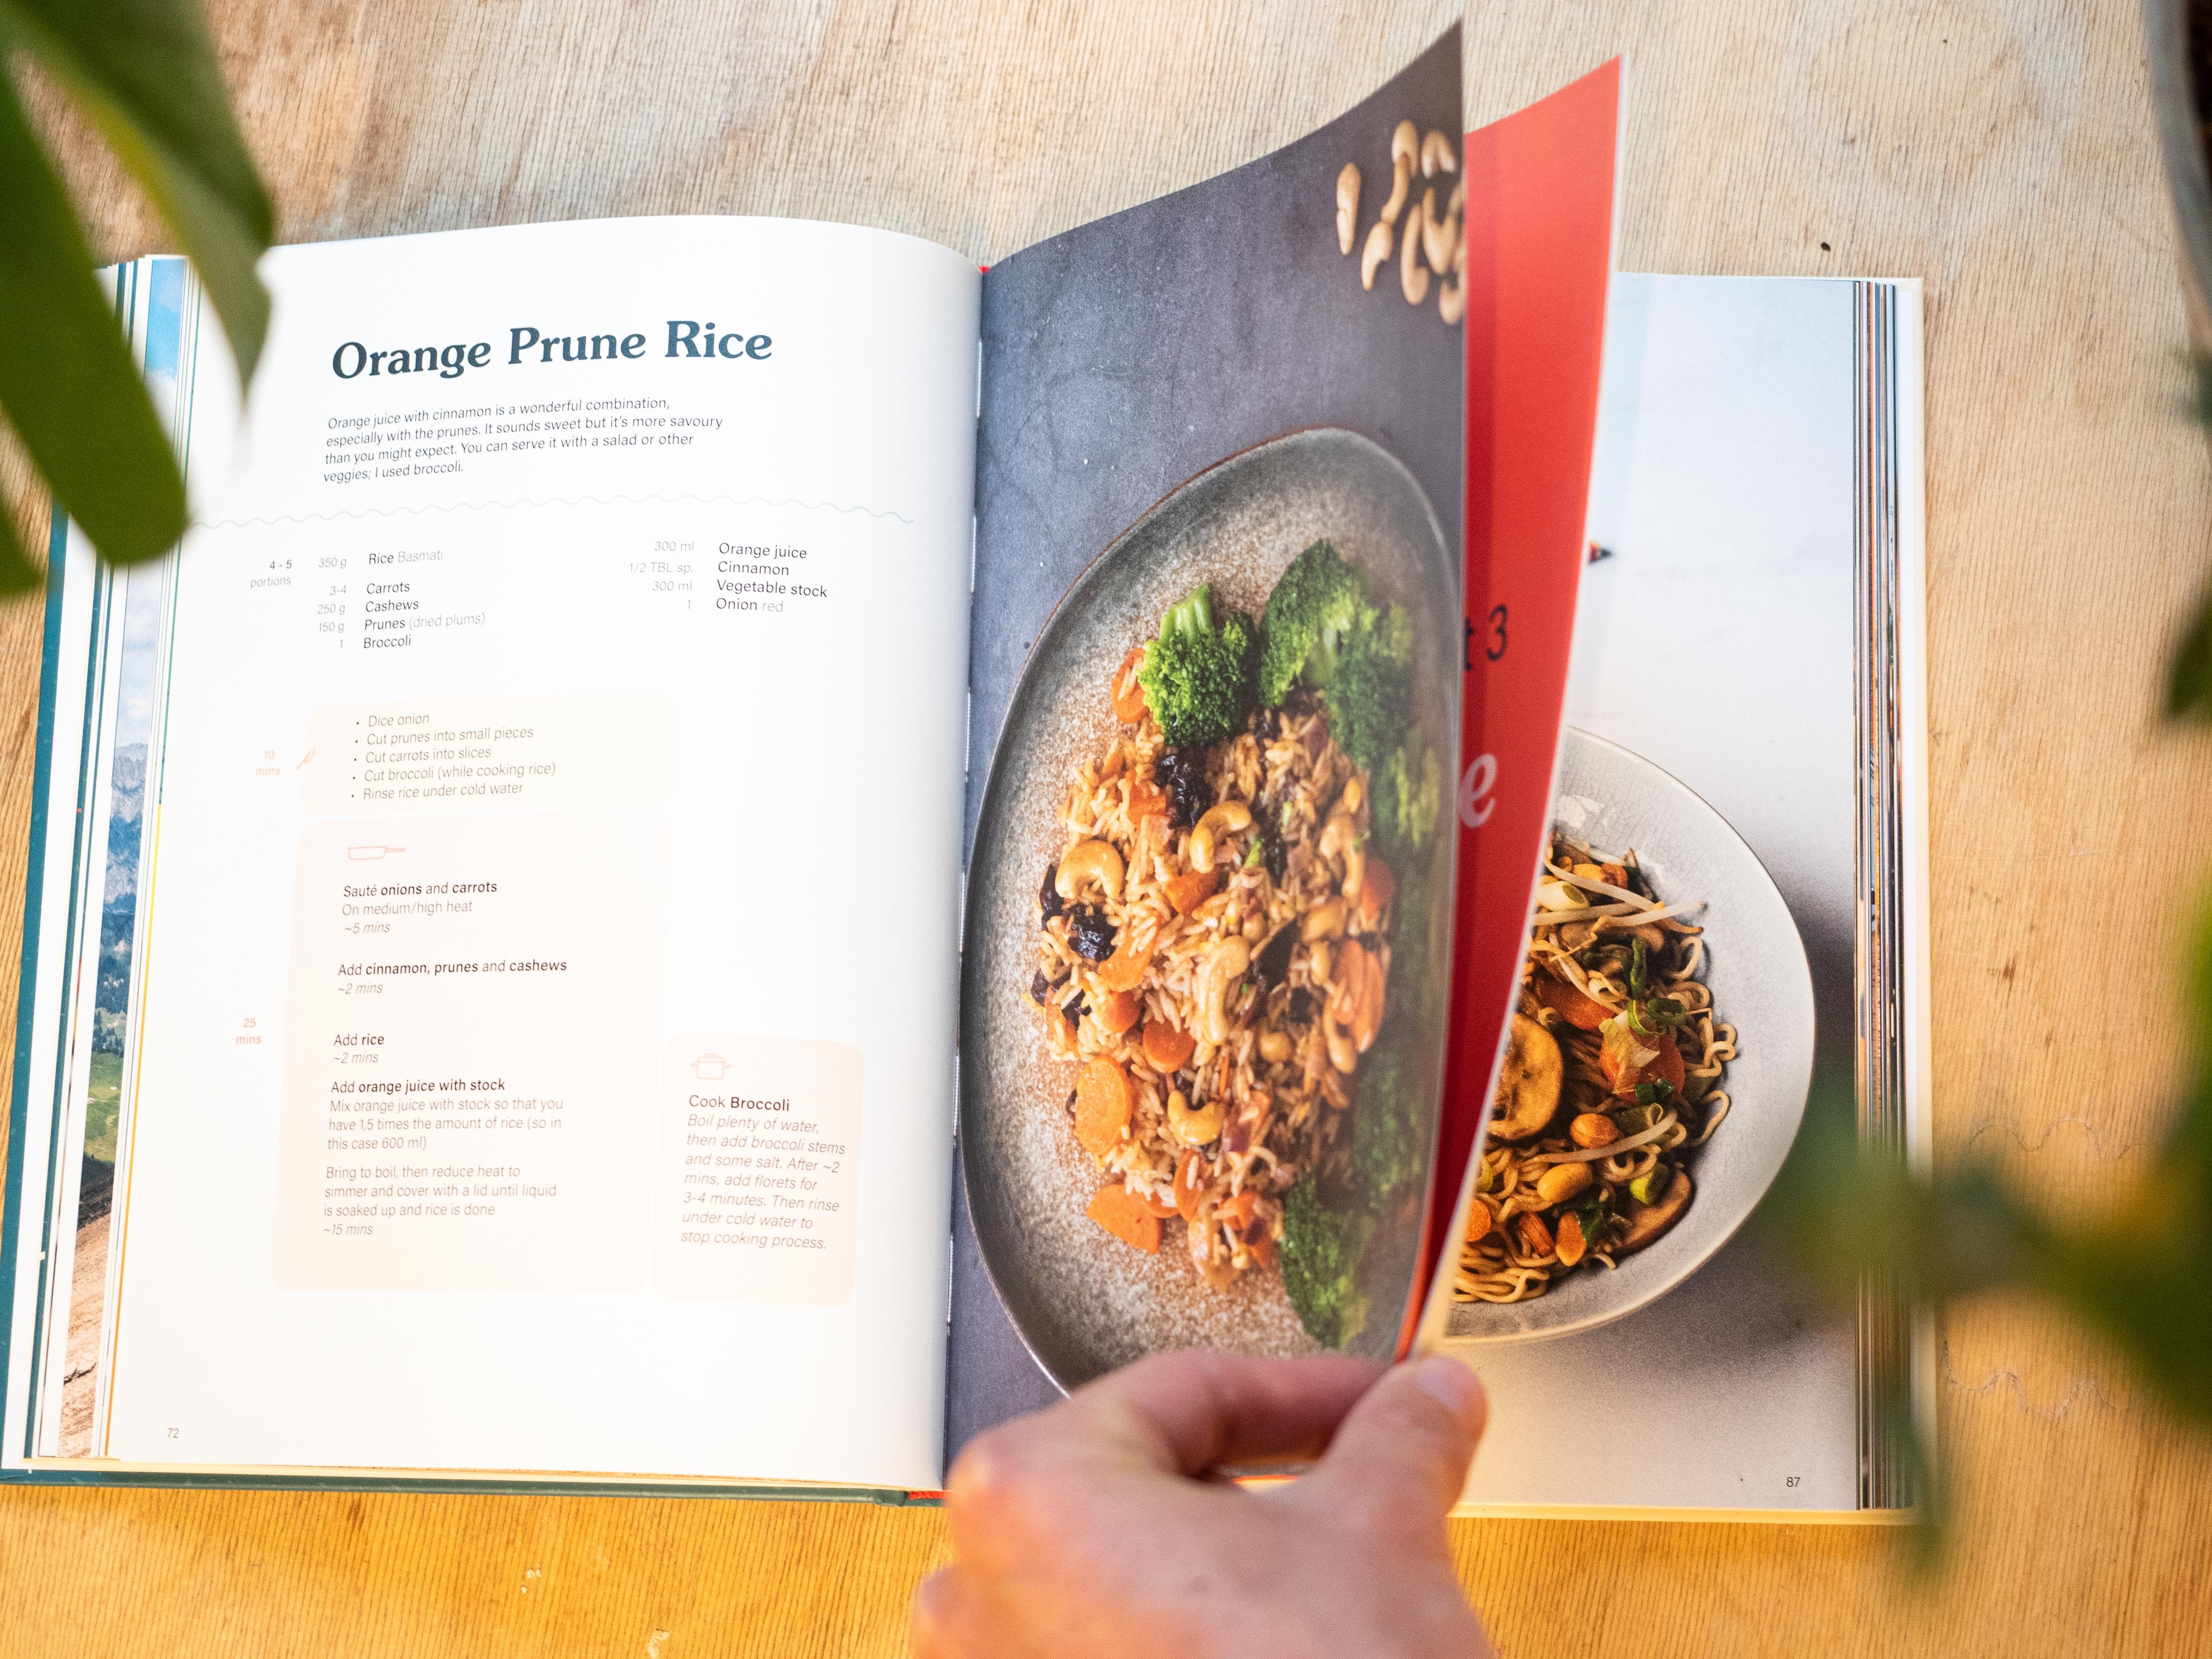 Orange Prune Rice
Orange juice with cinnamon is a wonderful combination,
especially with the prunes. It sounds sweet but it's more savoury
than you might expect. You can serve it with a salad or other
veggies; I used broccoli.
4 - 5
portions
350 g Rice Basmati
3-4 Carrots
250 g Cashews
150 g Prunes (dried plums)
1 Broccoli
300 ml Orange juice
1/2 TBL sp. Cinnamon
300 ml Vegetable stock
1 Onion red
10
mins
• Dice onion
• Cut prunes into small pieces
• Cut carrots into slices
• Cut broccoli (while cooking rice)
• Rinse rice under cold water
25
mins
Sauté onions and carrots
On medium/high heat
~5 mins
Add cinnamon, prunes and cashews
~2 mins
Add rice
~2 mins
Add orange juice with stock
Mix orange juice with stock so that you
have 1,5 times the amount of rice (so in
this case 600 ml)
Bring to boil, then reduce heat to
simmer and cover with a lid until liquid
is soaked up and rice is done
~15 mins
Cook Broccoli
Boil plenty of water,
then add broccoli stems
and some salt. After ~2
mins, add florets for
3-4 minutes. Then rinse
under cold water to
stop cooking process.
72
t 3
e
87